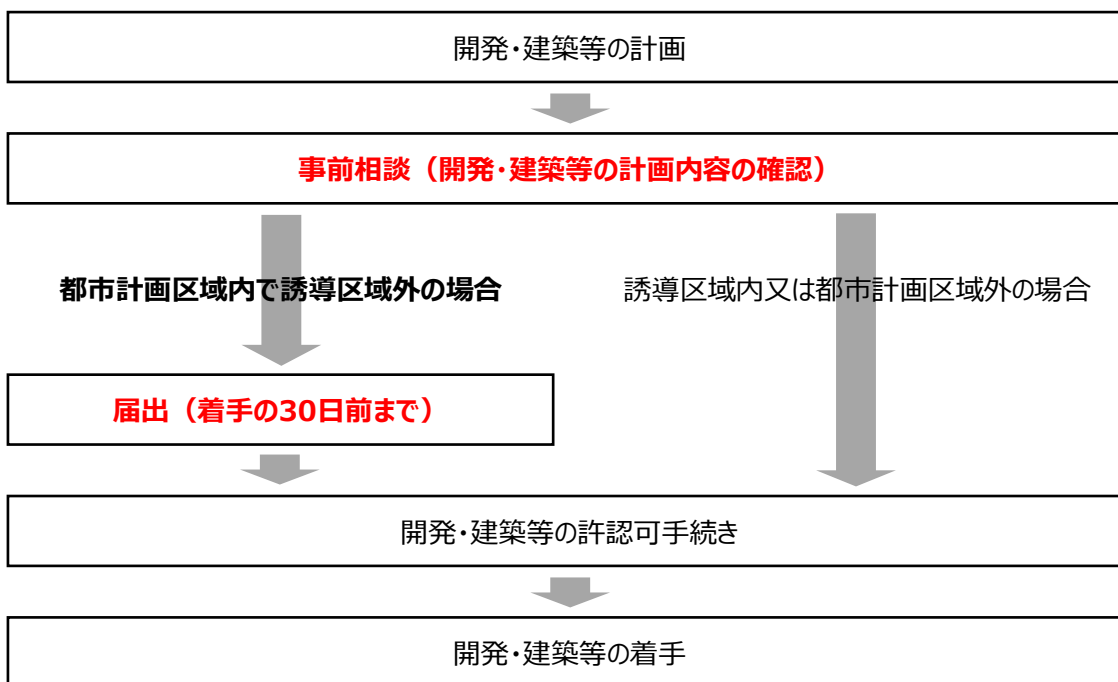 開発・建築等の計画
事前相談（開発・建築等の計画内容の確認）
都市計画区域内で誘導区域外の場合
誘導区域内又は都市計画区域外の場合
届出（着手の30日前まで）
開発・建築等の許認可手続き
開発・建築等の着手